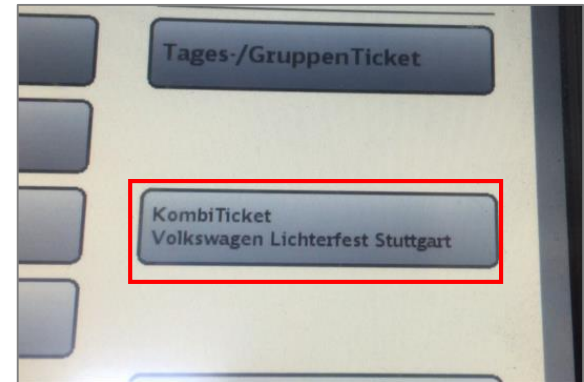 Tages-/GruppenTicket
KombiTicket
Volkswagen Lichterfest Stuttgart